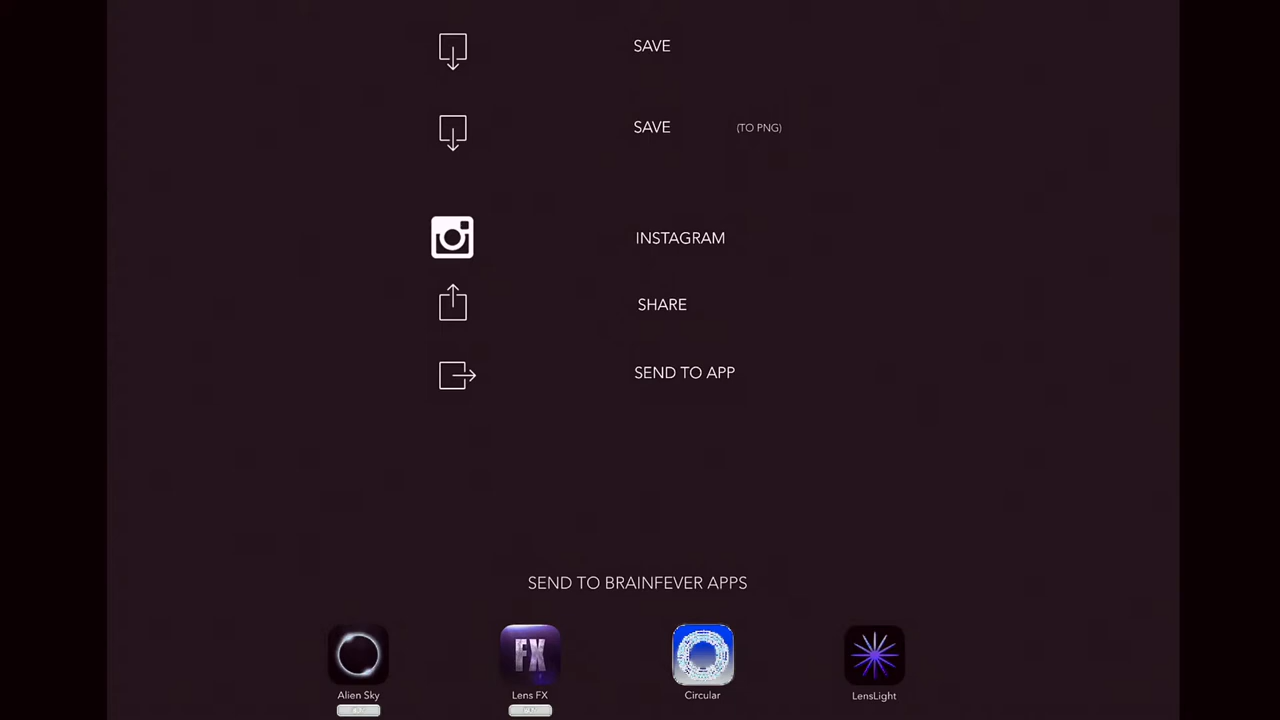 SAVE
SAVE (TO PNG)
INSTAGRAM
SHARE
SEND TO APP
SEND TO BRAINFEVER APPS
FX
Alien Sky Lens FX Circular LensLight